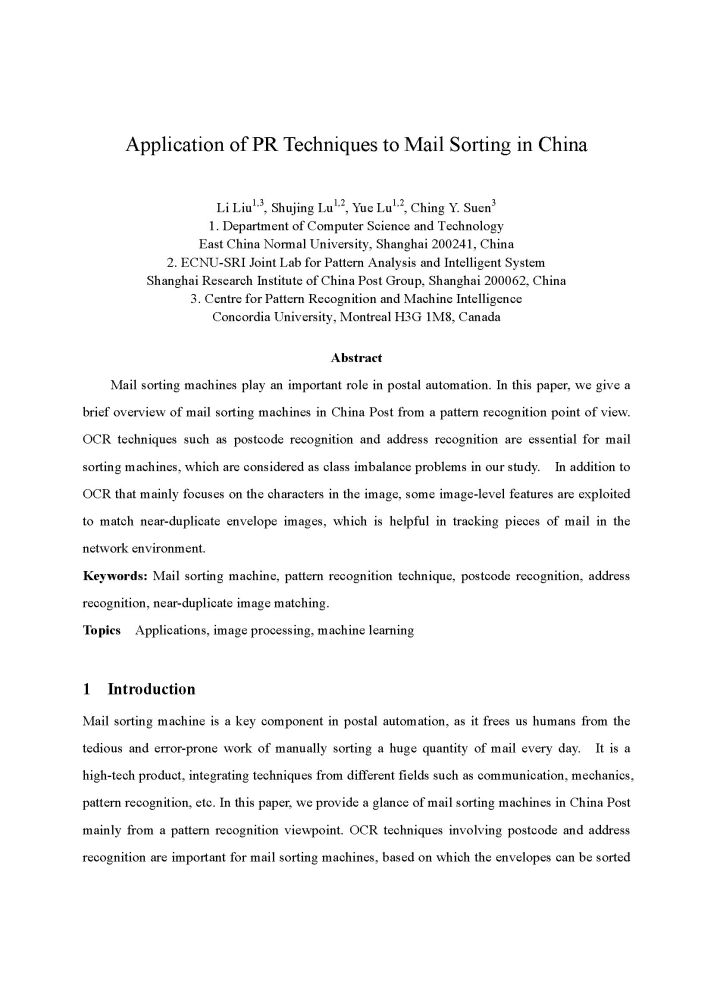 Application of PR Techniques to Mail Sorting in China
Li Liu1,3, Shujing Lu1,2, Yue Lu1,2, Ching Y. Suen3
1. Department of Computer Science and Technology
East China Normal University, Shanghai 200241, China
2. ECNU-SRI Joint Lab for Pattern Analysis and Intelligent System
Shanghai Research Institute of China Post Group, Shanghai 200062, China
3. Centre for Pattern Recognition and Machine Intelligence
Concordia University, Montreal H3G 1M8, Canada
Abstract
Mail sorting machines play an important role in postal automation. In this paper, we give a
brief overview of mail sorting machines in China Post from a pattern recognition point of view.
OCR techniques such as postcode recognition and address recognition are essential for mail
sorting machines, which are considered as class imbalance problems in our study. In addition to
OCR that mainly focuses on the characters in the image, some image-level features are exploited
to match near-duplicate envelope images, which is helpful in tracking pieces of mail in the
network environment.
Keywords: Mail sorting machine, pattern recognition technique, postcode recognition, address
recognition, near-duplicate image matching.
Topics Applications, image processing, machine learning
1 Introduction
Mail sorting machine is a key component in postal automation, as it frees us humans from the
tedious and error-prone work of manually sorting a huge quantity of mail every day. It is a
high-tech product, integrating techniques from different fields such as communication, mechanics,
pattern recognition, etc. In this paper, we provide a glance of mail sorting machines in China Post
mainly from a pattern recognition viewpoint. OCR techniques involving postcode and address
recognition are important for mail sorting machines, based on which the envelopes can be sorted